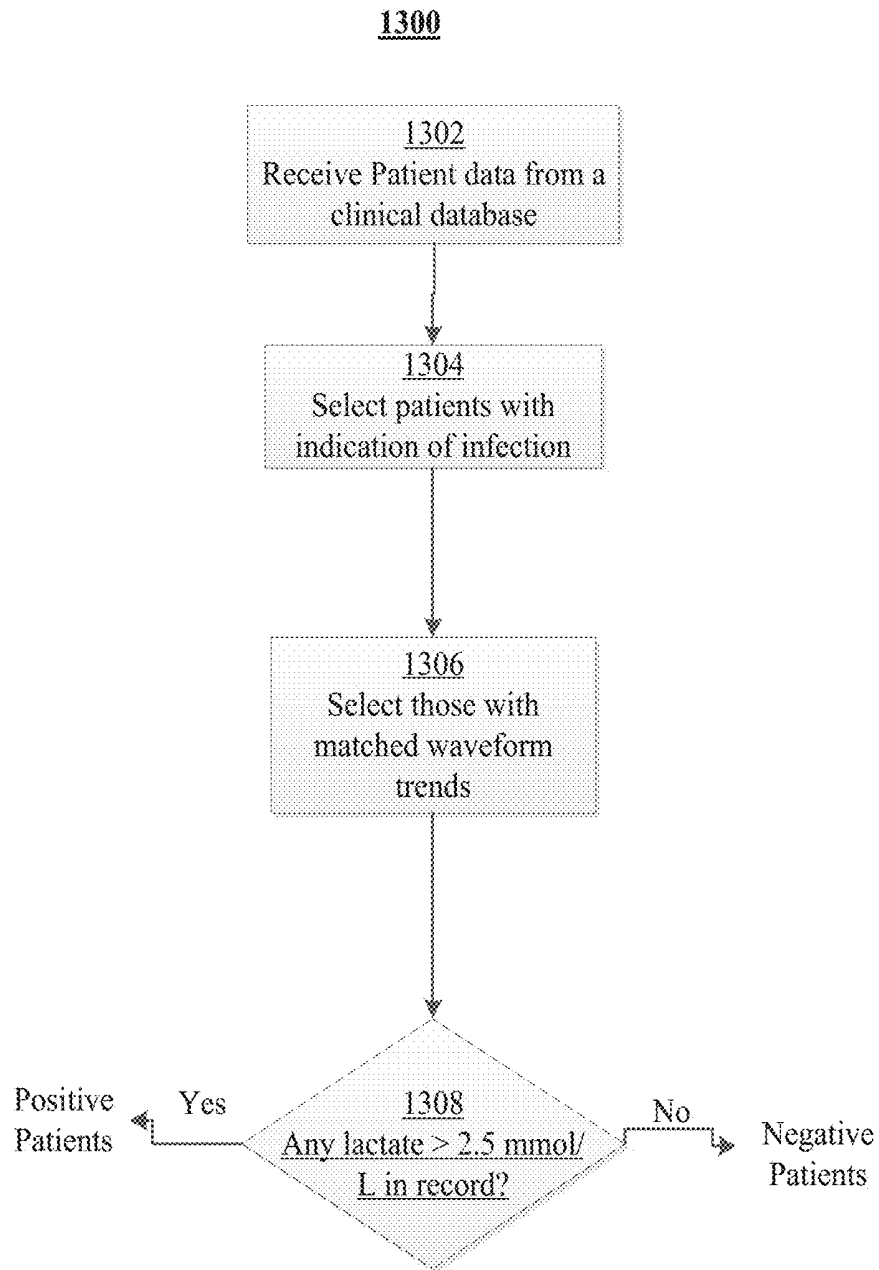 1300
1302
Receive Patient data from a
clinical database
1304
Select patients with
indication of infection
1306
Select those with
matched waveform
trends
Positive
Patients
Yes
1308
Any lactate > 2.5 mmol/
L in record?
No
Negative
Patients